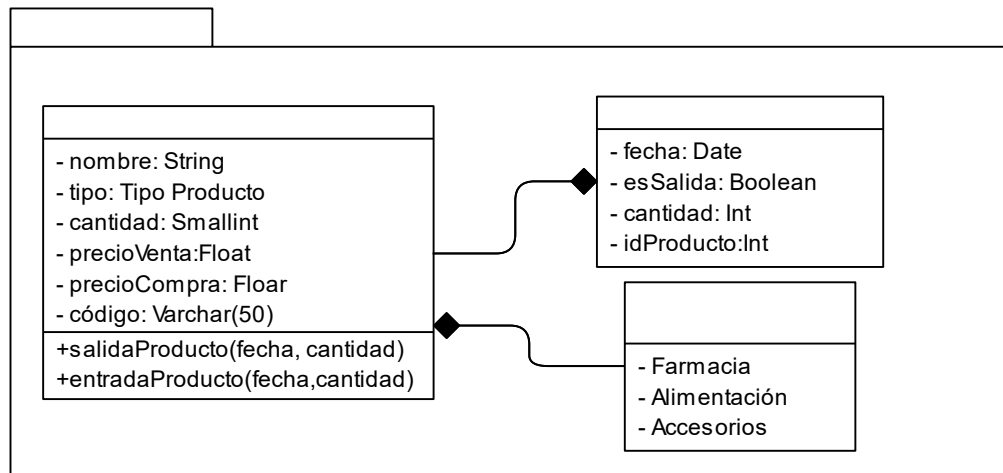 - nombre: String
- tipo: Tipo Producto
- cantidad: Smallint
- precioVenta:Float
- precioCompra: Floar
- código: Varchar(50)
+salidaProducto(fecha, cantidad)
+entradaProducto(fecha,cantidad)
- fecha: Date
- esSalida: Boolean
- cantidad: Int
- idProducto:Int
- Farmacia
- Alimentación
- Accesorios